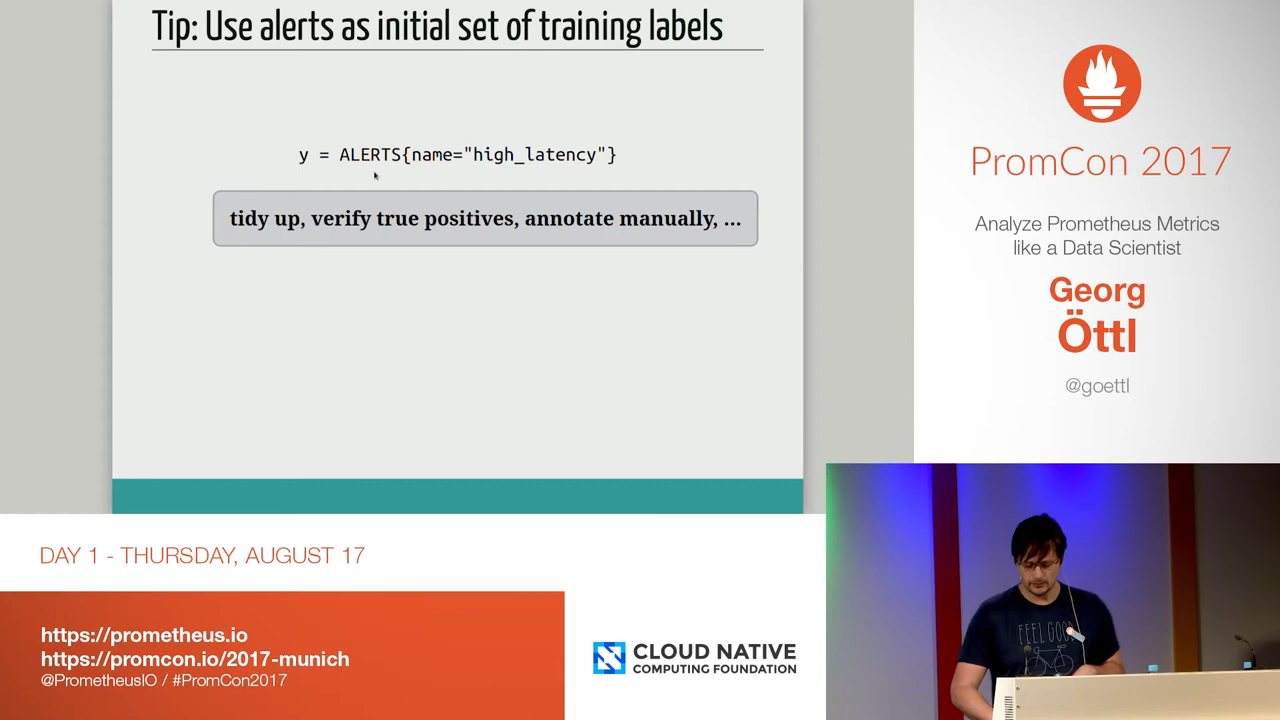 Tip: Use alerts as initial set of training labels
y = ALERTS{name="high_latency"}
tidy up, verify true positives, annotate manually, ...
PromCon 2017
Analyze Prometheus Metrics
like a Data Scientist
Georg
Öttl
@goettl
DAY 1 - THURSDAY, AUGUST 17
https://prometheus.io
https://promcon.io/2017-munich
@PrometheusIO / #PromCon2017
CLOUD NATIVE
COMPUTING FOUNDATION
FEEL GOOD